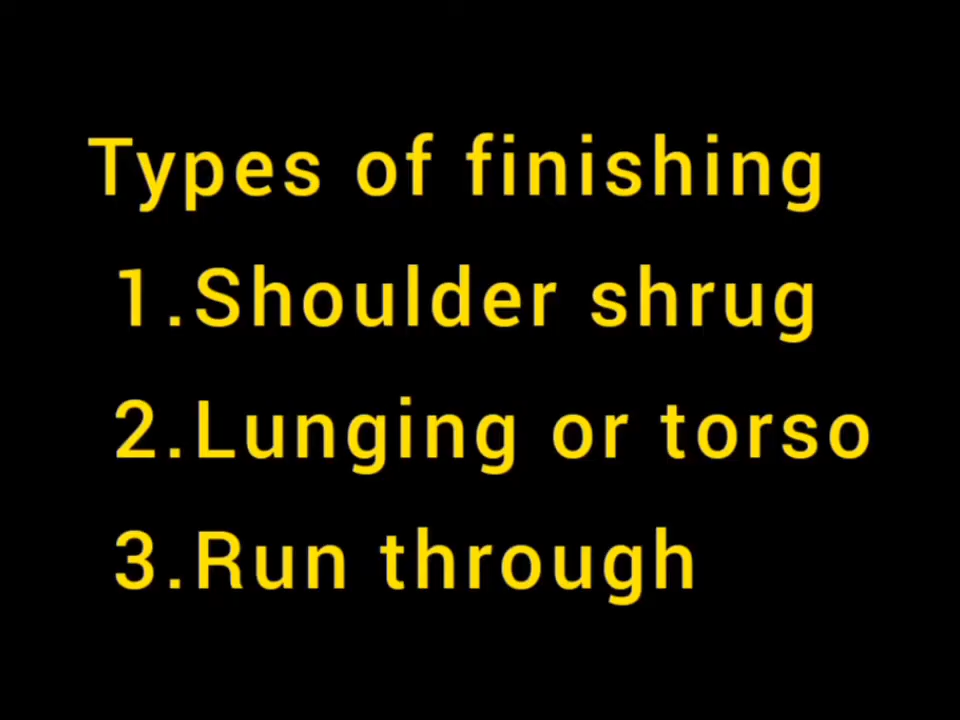 Types of finishing
1.Shoulder shrug
2.Lunging or torso
3.Run through